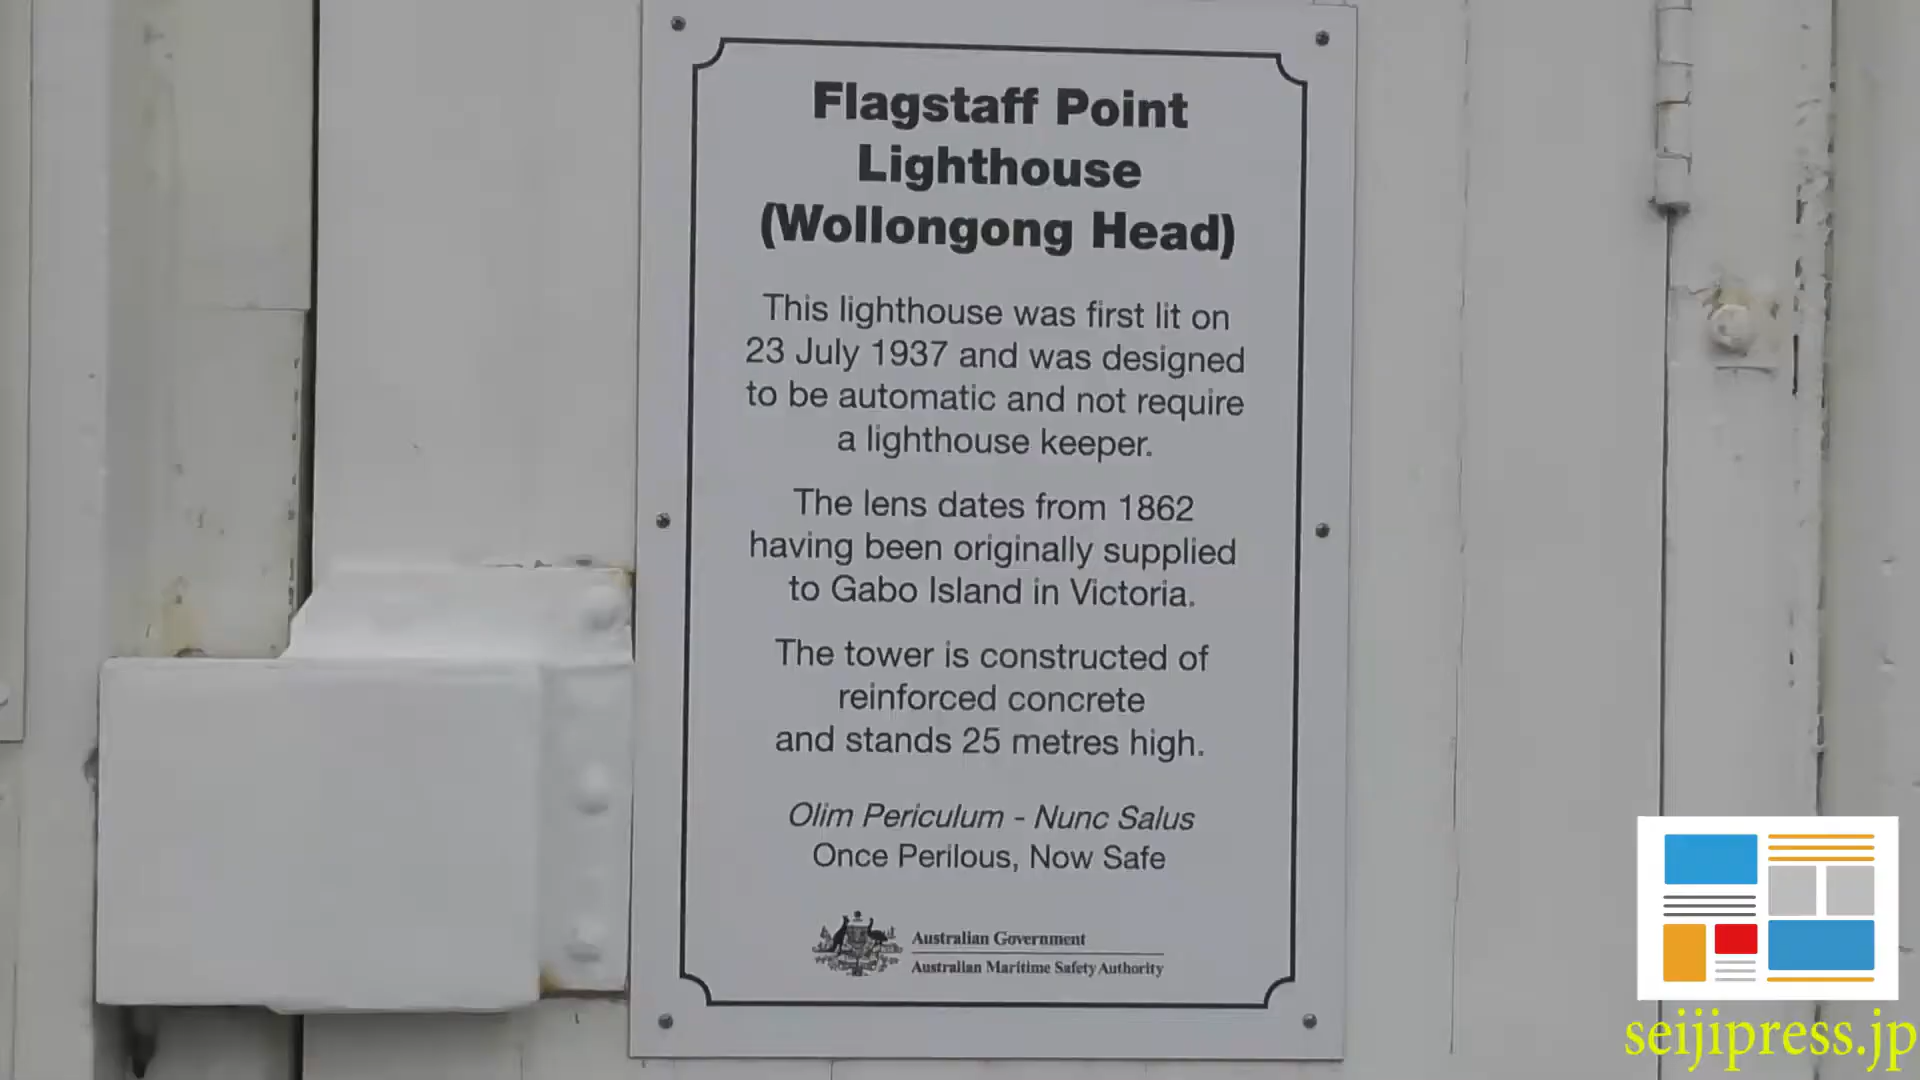 Flagstaff Point
Lighthouse
(Wollongong Head)
This lighthouse was first lit on
23 July 1937 and was designed
to be automatic and not require
a lighthouse keeper.
The lens dates from 1862
having been originally supplied
to Gabo Island in Victoria.
The tower is constructed of
reinforced concrete
and stands 25 metres high.
Olim Periculum - Nunc Salus
Once Perilous, Now Safe
Australian Government
Australian Maritime Safety Authority
seijipress.jp